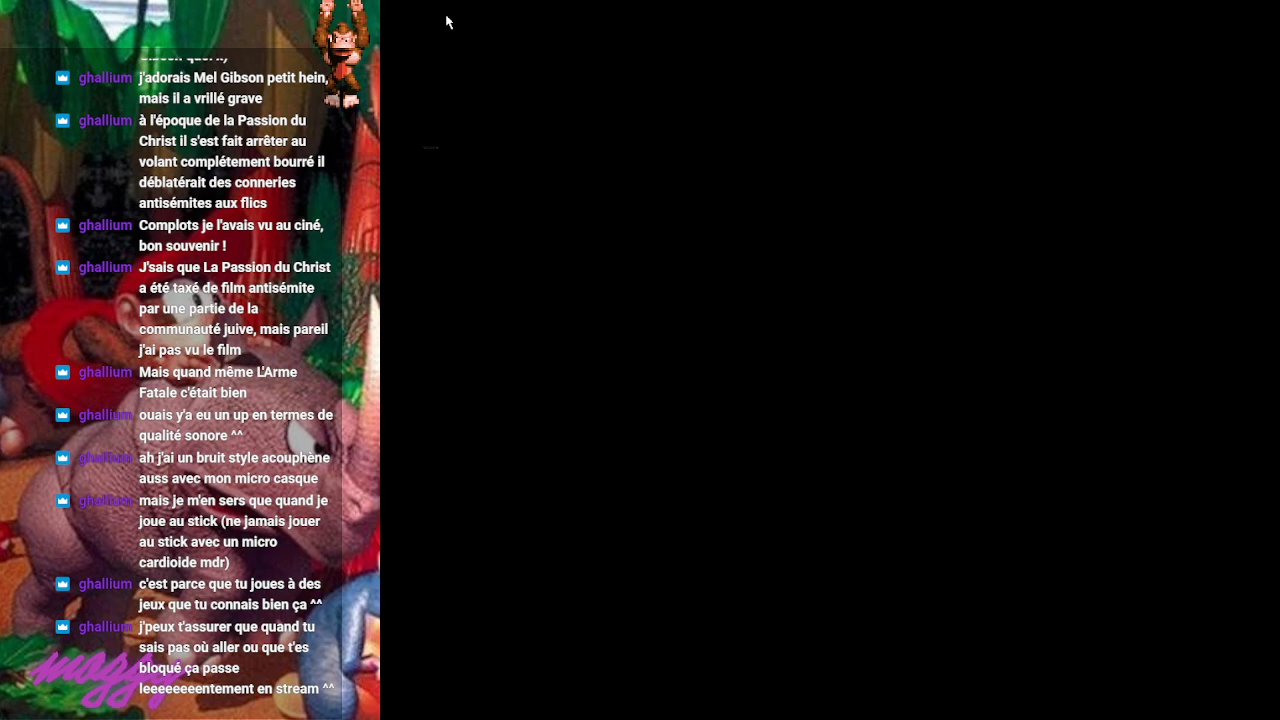 ghallium j'adorais Mel Gibson petit hein,
mais il a vrillé grave
ghallium à l'époque de la Passion du
Christ il s'est fait arrêter au
volant complétement bourré il
déblatérait des conneries
antisémites aux flics
ghallium Complots je l'avais vu au ciné,
bon souvenir !
ghallium J'sais que La Passion du Christ
a été taxé de film antisémite
par une partie de la
communauté juive, mais pareil
j'ai pas vu le film
ghallium Mais quand même L'Arme
Fatale c'était bien
ghallium ouais y'a eu un up en termes de
qualité sonore ^^
ghallium ah j'ai un bruit style acouphène
auss avec mon micro casque
ghallium mais je m'en sers que quand je
joue au stick (ne jamais jouer
au stick avec un micro
cardioide mdr)
ghallium c'est parce que tu joues à des
jeux que tu connais bien ça ^^
ghallium j'peux t'assurer que quand tu
sais pas où aller ou que t'es
bloqué ça passe
leeeeeeeentement en stream ^^